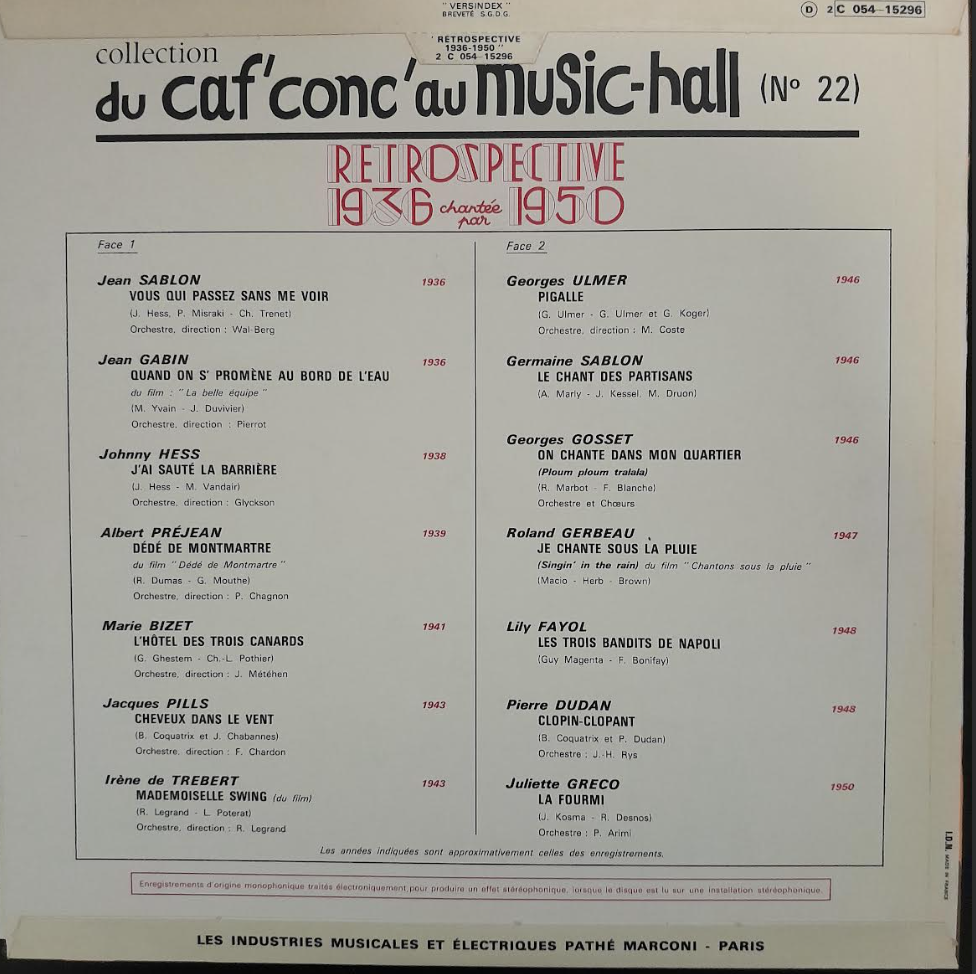 " VERSINDEX "
BREVETÉ S.G.D.G.
Ⓓ 2 C 054-15296
" RETROSPECTIVE
1936-1950 "
2 C 054-15296
collection
du caf'conc'au music-hall (Nº 22)
RETROSPECTIVE
1936 chantée par 1950
Face 1
Jean SABLON 1936
VOUS QUI PASSEZ SANS ME VOIR
(J. Hess, P. Misraki - Ch. Trenet)
Orchestre, direction : Wal-Berg
Jean GABIN 1936
QUAND ON S' PROMÈNE AU BORD DE L'EAU
du film : " La belle équipe "
(M. Yvain - J. Duvivier)
Orchestre, direction : Pierrot
Johnny HESS 1938
J'AI SAUTÉ LA BARRIÈRE
(J. Hess - M. Vandair)
Orchestre, direction : Glyckson
Albert PRÉJEAN 1939
DÉDÉ DE MONTMARTRE
du film " Dédé de Montmartre "
(R. Dumas - G. Mouthe)
Orchestre, direction : P. Chagnon
Marie BIZET 1941
L'HÔTEL DES TROIS CANARDS
(G. Ghestem - Ch.-L. Pothier)
Orchestre, direction : J. Météhen
Jacques PILLS 1943
CHEVEUX DANS LE VENT
(B. Coquatrix et J. Chabannes)
Orchestre, direction : F. Chardon
Irène de TREBERT 1943
MADEMOISELLE SWING (du film)
(R. Legrand - L. Poterat)
Orchestre, direction : R. Legrand
Face 2
Georges ULMER 1946
PIGALLE
(G. Ulmer - G. Ulmer et G. Koger)
Orchestre, direction : M. Coste
Germaine SABLON 1946
LE CHANT DES PARTISANS
(A. Marly - J. Kessel, M. Druon)
Georges GOSSET 1946
ON CHANTE DANS MON QUARTIER
(Ploum ploum tralala)
(R. Marbot - F. Blanche)
Orchestre et Chœurs
Roland GERBEAU 1947
JE CHANTE SOUS LA PLUIE
(Singin' in the rain) du film " Chantons sous la pluie "
(Macio - Herb - Brown)
Lily FAYOL 1948
LES TROIS BANDITS DE NAPOLI
(Guy Magenta - F. Bonifay)
Pierre DUDAN 1948
CLOPIN-CLOPANT
(B. Coquatrix et P. Dudan)
Orchestre : J.-H. Rys
Juliette GRECO 1950
LA FOURMI
(J. Kosma - R. Desnos)
Orchestre : P. Arimi
Les années indiquées sont approximativement celles des enregistrements.
Enregistrements d'origine monophonique traités électroniquement pour produire un effet stéréophonique, lorsque le disque est lu sur une installation stéréophonique.
LES INDUSTRIES MUSICALES ET ÉLECTRIQUES PATHÉ MARCONI - PARIS
I.D.N. MADE IN FRANCE